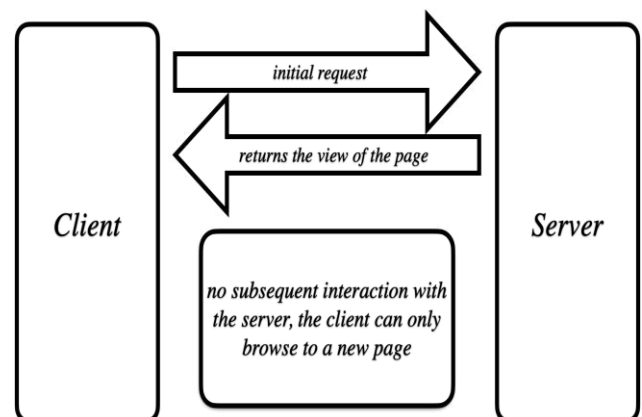 initial request
returns the view of the page
Client
Server
no subsequent interaction with
the server, the client can only
browse to a new page